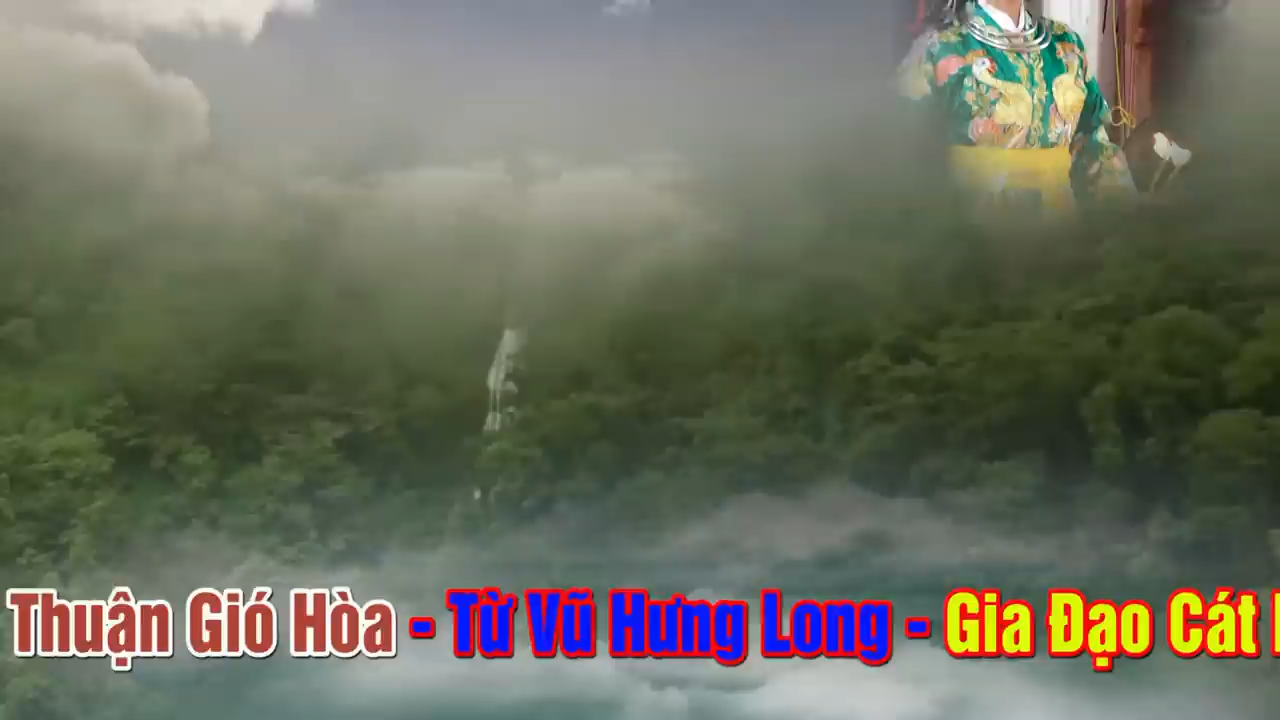 Thuận Gió Hòa - Từ Vũ Hưng Long - Gia Đạo Cát